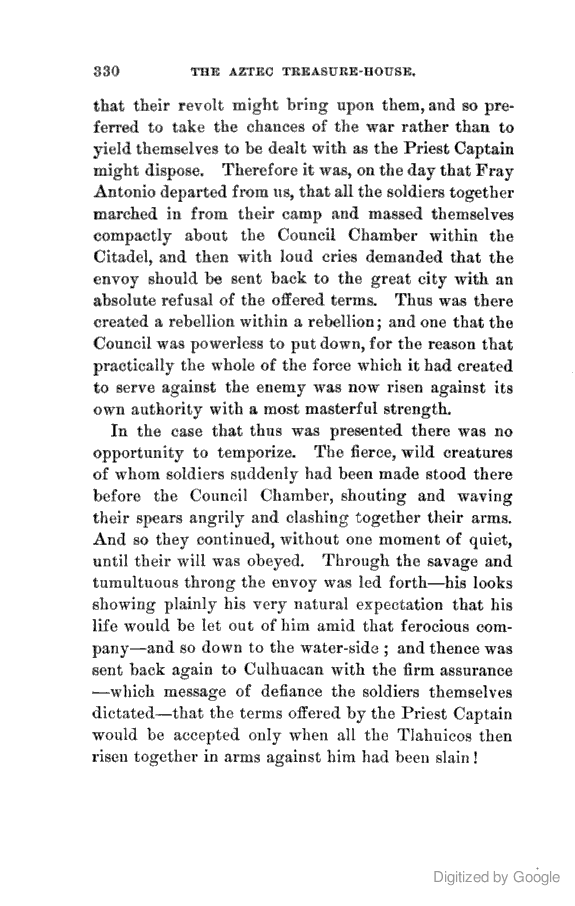 330 THE AZTEC TREASURE-HOUSE.
that their revolt might bring upon them, and so pre-
ferred to take the chances of the war rather than to
yield themselves to be dealt with as the Priest Captain
might dispose. Therefore it was, on the day that Fray
Antonio departed from us, that all the soldiers together
marched in from their camp and massed themselves
compactly about the Council Chamber within the
Citadel, and then with loud cries demanded that the
envoy should be sent back to the great city with an
absolute refusal of the offered terms. Thus was there
created a rebellion within a rebellion; and one that the
Council was powerless to put down, for the reason that
practically the whole of the force which it had created
to serve against the enemy was now risen against its
own authority with a most masterful strength.
In the case that thus was presented there was no
opportunity to temporize. The fierce, wild creatures
of whom soldiers suddenly had been made stood there
before the Council Chamber, shouting and waving
their spears angrily and clashing together their arms.
And so they continued, without one moment of quiet,
until their will was obeyed. Through the savage and
tumultuous throng the envoy was led forth—his looks
showing plainly his very natural expectation that his
life would be let out of him amid that ferocious com-
pany—and so down to the water-side ; and thence was
sent back again to Culhuacan with the firm assurance
—which message of defiance the soldiers themselves
dictated—that the terms offered by the Priest Captain
would be accepted only when all the Tlahuicos then
risen together in arms against him had been slain !
Digitized by Google